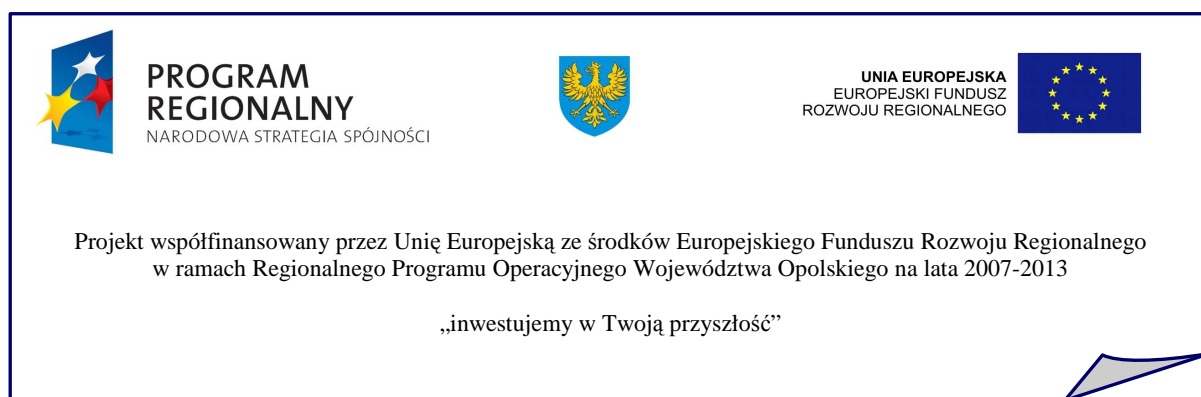 PROGRAM
REGIONALNY
NARODOWA STRATEGIA SPÓJNOŚCI
UNIA EUROPEJSKA
EUROPEJSKI FUNDUSZ
ROZWOJU REGIONALNEGO
Projekt współfinansowany przez Unię Europejską ze środków Europejskiego Funduszu Rozwoju Regionalnego
w ramach Regionalnego Programu Operacyjnego Województwa Opolskiego na lata 2007-2013
„inwestujemy w Twoją przyszłość”